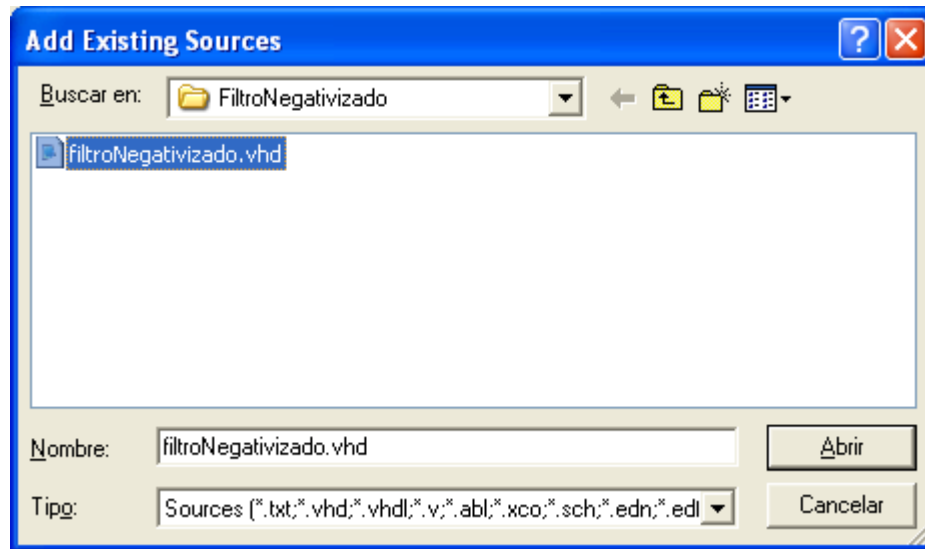 Add Existing Sources
Buscar en: FiltroNegativizado
filtroNegativizado.vhd
Nombre: filtroNegativizado.vhd Abrir
Tipo: Sources (*.txt;*.vhd;*.vhdl;*.v;*.abl;*.xco;*.sch;*.edn;*.edl Cancelar